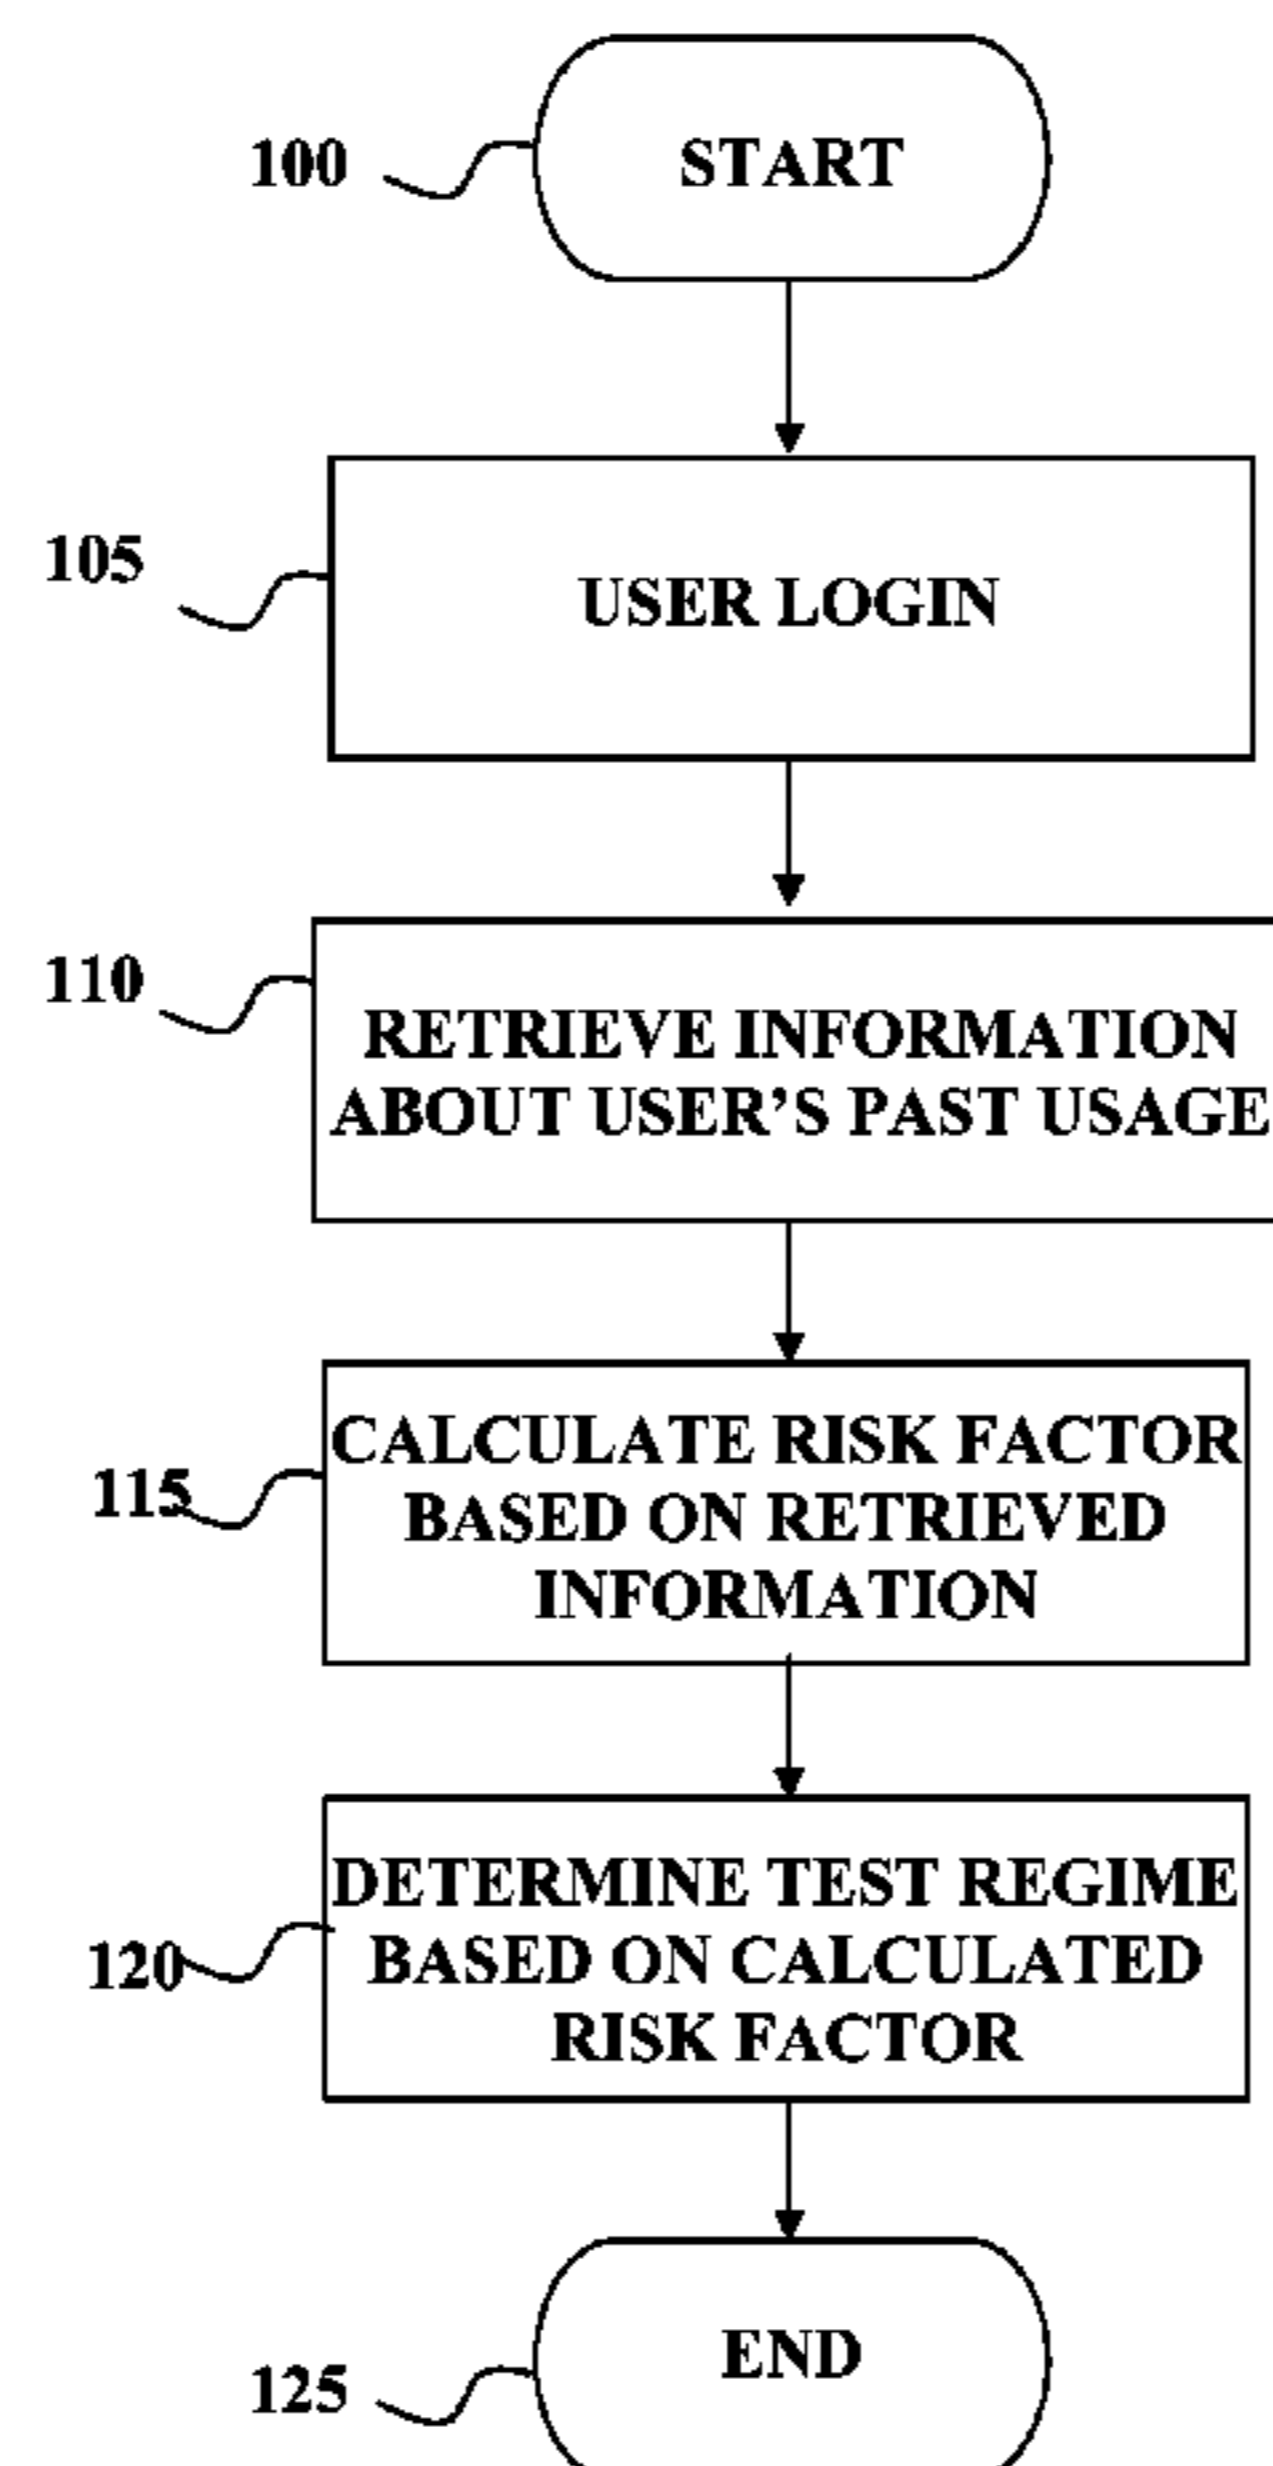 100
START
105
USER LOGIN
110
RETRIEVE INFORMATION
ABOUT USER’S PAST USAGE
115
CALCULATE RISK FACTOR
BASED ON RETRIEVED
INFORMATION
120
DETERMINE TEST REGIME
BASED ON CALCULATED
RISK FACTOR
125
END